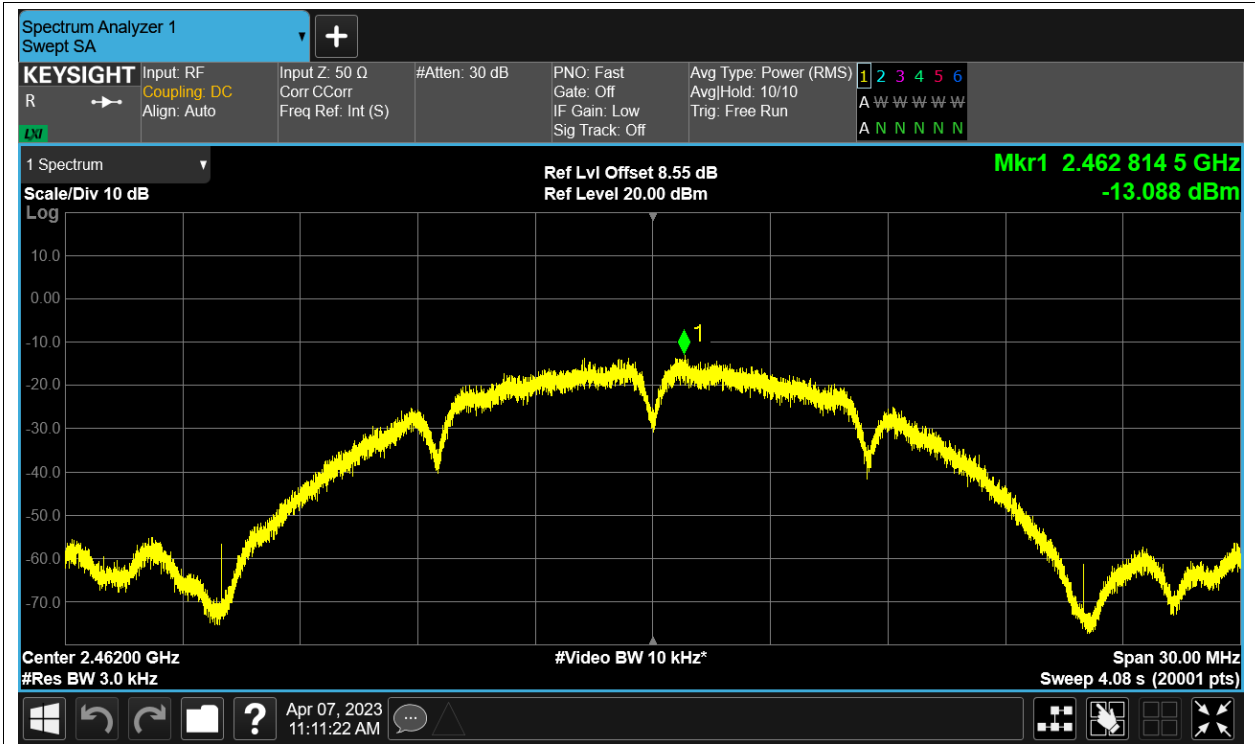 Spectrum Analyzer 1
Swept SA
+
KEYSIGHT
R
LXI
Input: RF
Coupling: DC
Align: Auto
Input Z: 50 Ω
Corr CCorr
Freq Ref: Int (S)
#Atten: 30 dB
PNO: Fast
Gate: Off
IF Gain: Low
Sig Track: Off
Avg Type: Power (RMS)
Avg|Hold: 10/10
Trig: Free Run
1 2 3 4 5 6
A W W W W W
A N N N N N
1 Spectrum
Scale/Div 10 dB
Log
Ref Lvl Offset 8.55 dB
Ref Level 20.00 dBm
Mkr1 2.462 814 5 GHz
-13.088 dBm
10.0
0.00
-10.0
-20.0
-30.0
-40.0
-50.0
-60.0
-70.0
1
Center 2.46200 GHz
#Res BW 3.0 kHz
#Video BW 10 kHz*
Span 30.00 MHz
Sweep 4.08 s (20001 pts)
?
Apr 07, 2023
11:11:22 AM